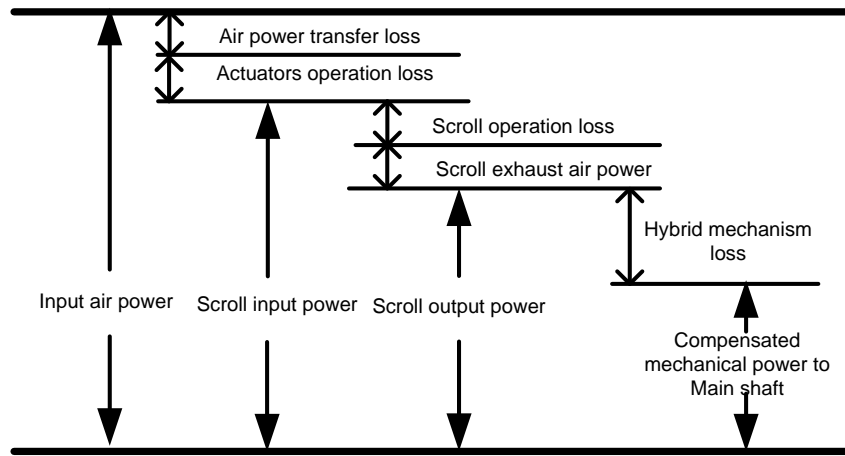 Air power transfer loss
Actuators operation loss
Scroll operation loss
Scroll exhaust air power
Hybrid mechanism
loss
Input air power
Scroll input power
Scroll output power
Compensated
mechanical power to
Main shaft